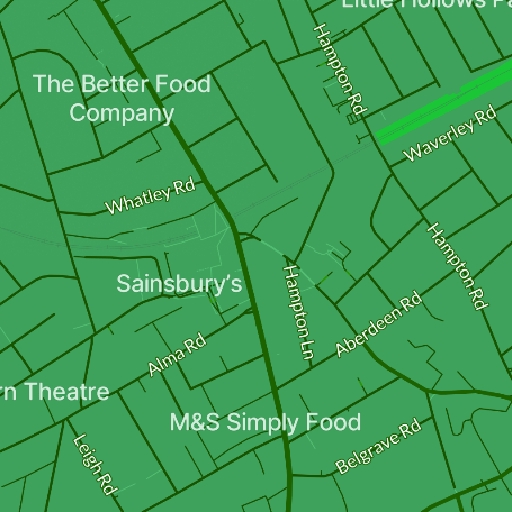 Little Hollows Pa
Hampton Rd
The Better Food
Company
Waverley Rd
Whatley Rd
Hampton Rd
Sainsbury's
Hampton Ln
Aberdeen Rd
Alma Rd
rn Theatre
M&S Simply Food
Belgrave Rd
Leigh Rd